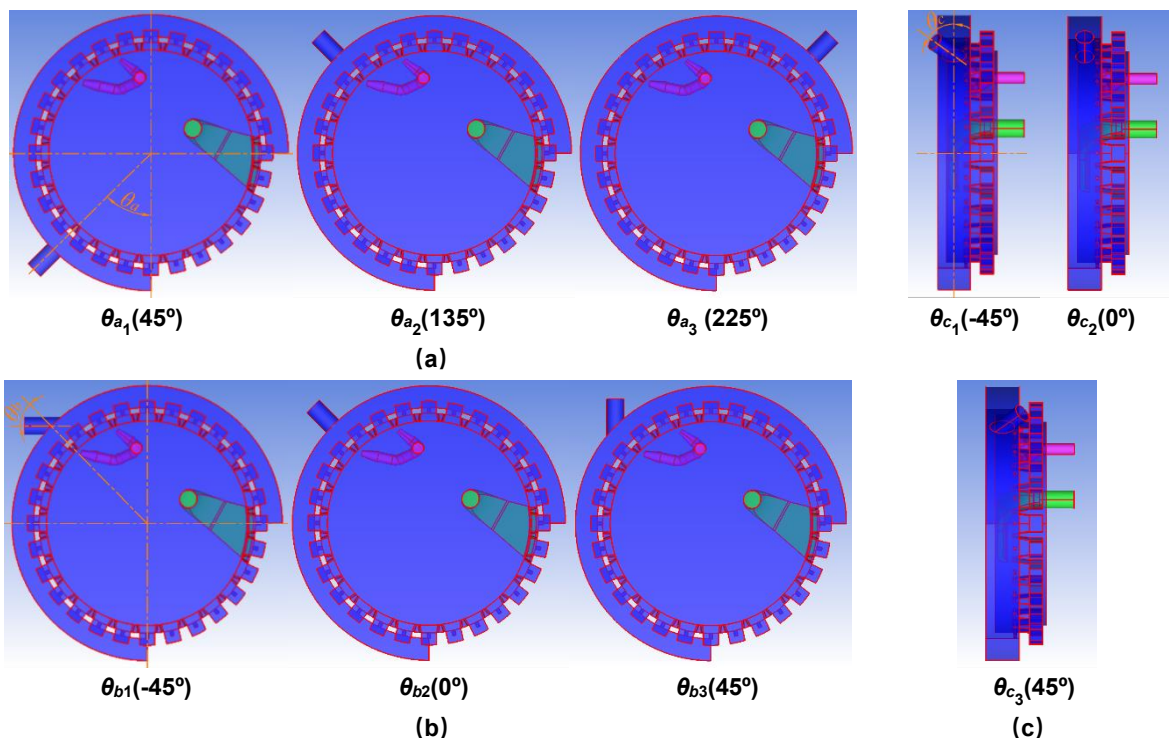 θc
θa
θa₁(45º) θa₂(135º) θa₃ (225º) θc₁(-45º) θc₂(0º)
(a)
θb
θb1(-45º) θb2(0º) θb3(45º) θc₃(45º)
(b) (c)